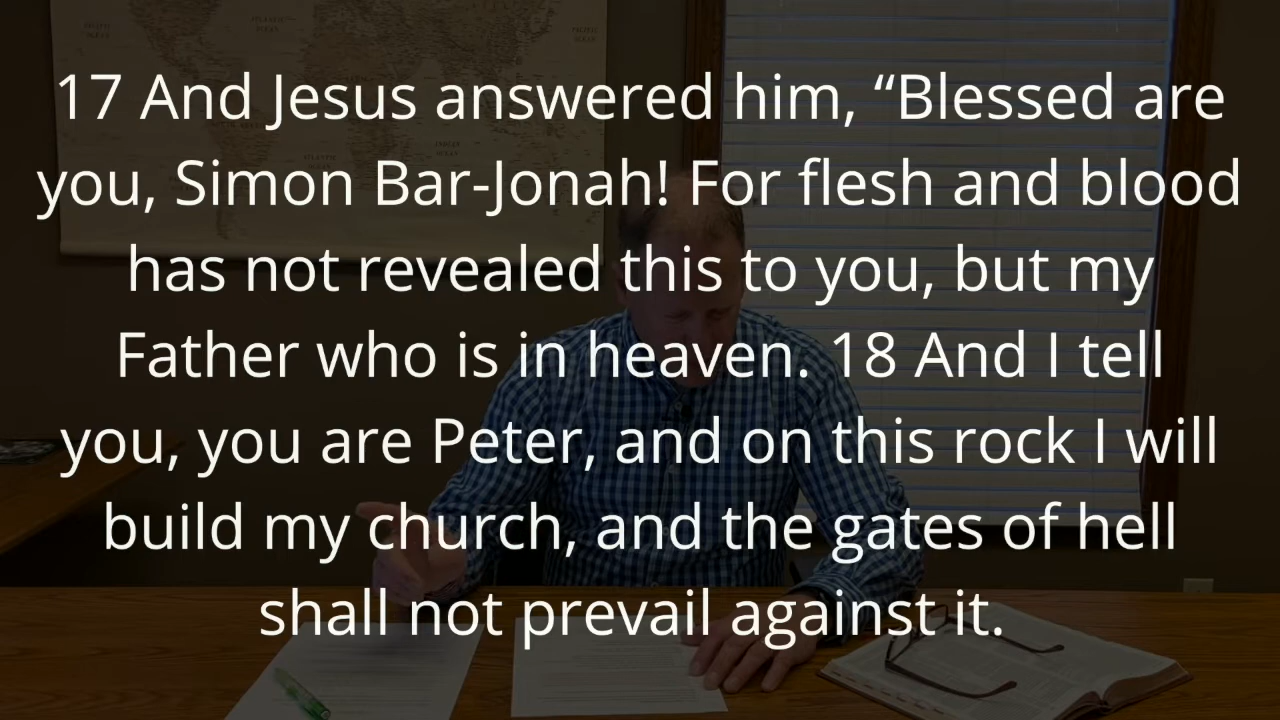 17 And Jesus answered him, “Blessed are
you, Simon Bar-Jonah! For flesh and blood
has not revealed this to you, but my
Father who is in heaven. 18 And I tell
you, you are Peter, and on this rock I will
build my church, and the gates of hell
shall not prevail against it.